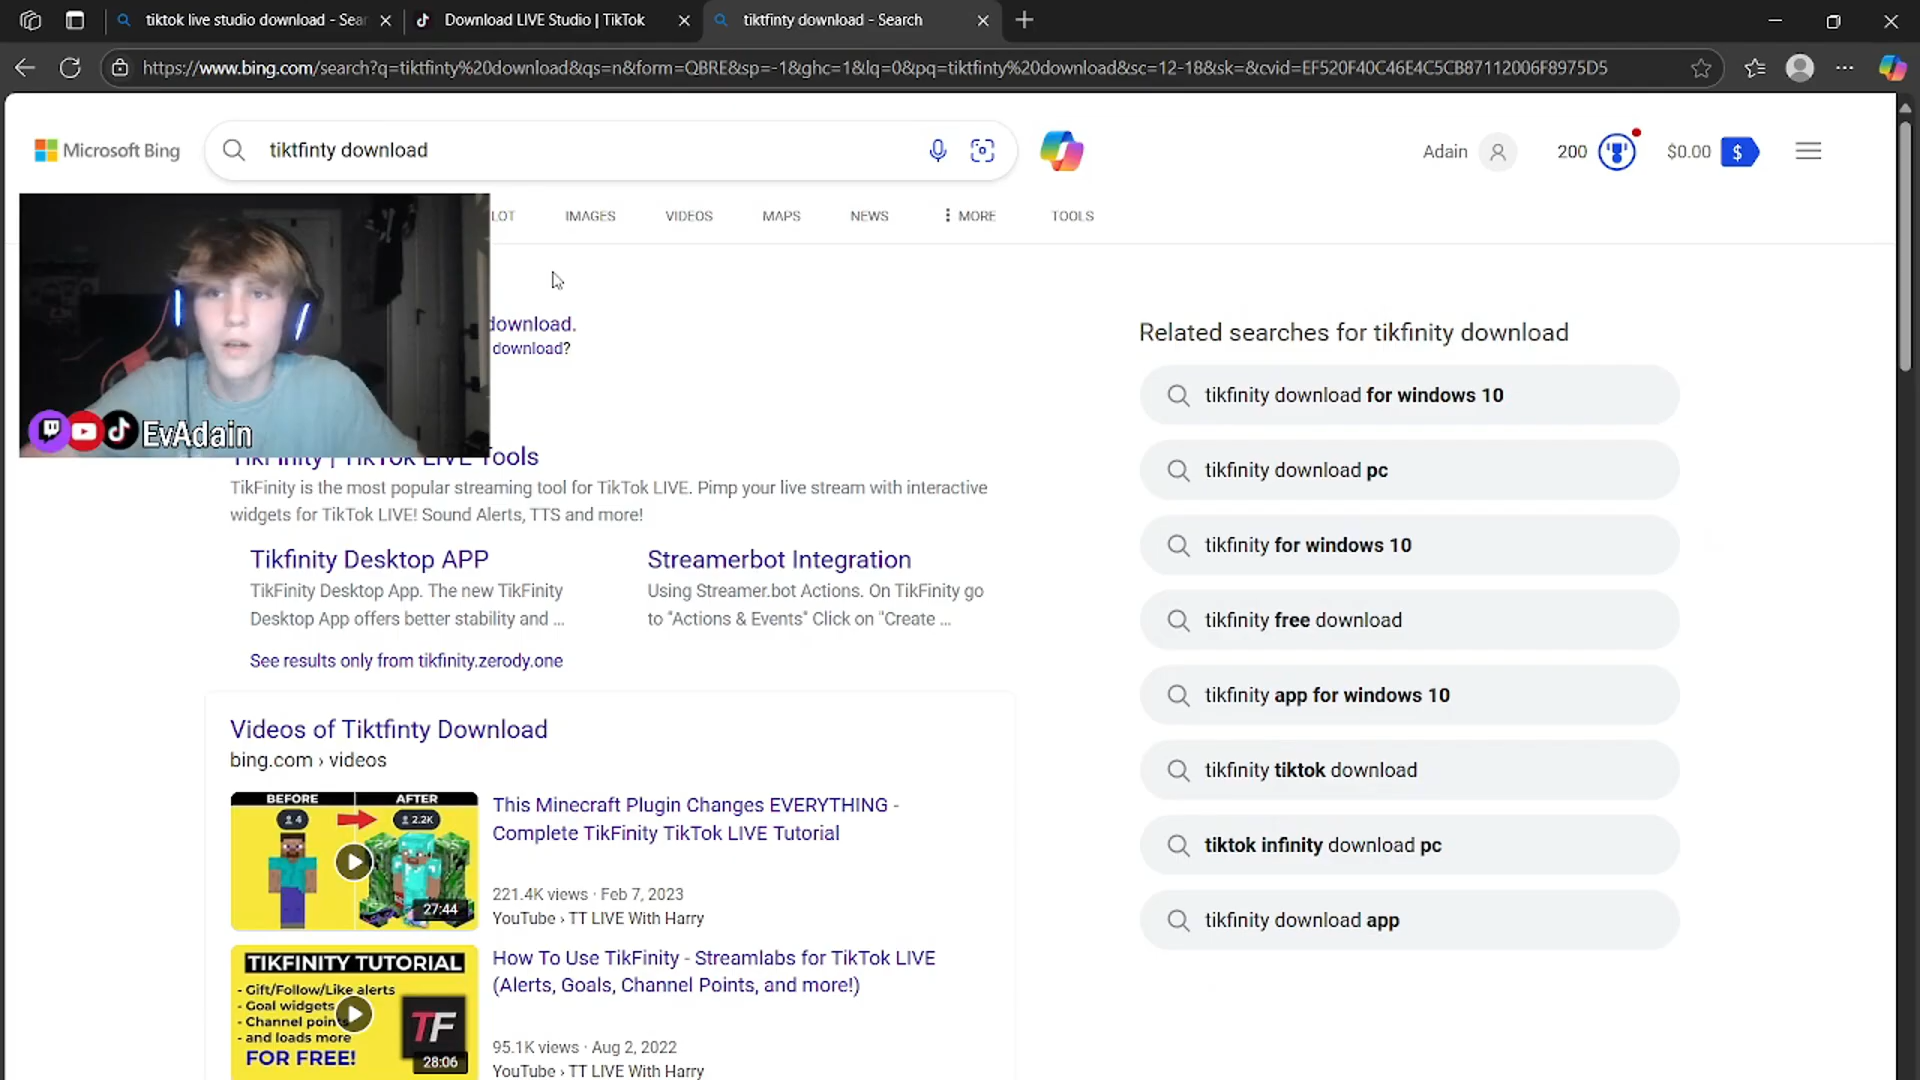 tiktok live studio download - Sea
Download LIVE Studio | TikTok
tiktfinty download - Search
https://www.bing.com/search?q=tiktfinty%20download&qs=n&form=QBRE&sp=-1&ghc=1&lq=0&pq=tiktfinty%20download&sc=12-18&sk=&cvid=EF520F40C46E4C5CB87112006F8975D5
Microsoft Bing
tiktfinty download
Adain
200
$0.00
$
LOT
IMAGES
VIDEOS
MAPS
NEWS
MORE
TOOLS
download.
download?
EvAdain
TikFinity | TikTok LIVE Tools
TikFinity is the most popular streaming tool for TikTok LIVE. Pimp your live stream with interactive
widgets for TikTok LIVE! Sound Alerts, TTS and more!
Tikfinity Desktop APP
TikFinity Desktop App. The new TikFinity
Desktop App offers better stability and ...
Streamerbot Integration
Using Streamer.bot Actions. On TikFinity go
to "Actions & Events" Click on "Create ...
See results only from tikfinity.zerody.one
Videos of Tiktfinty Download
bing.com › videos
BEFORE
AFTER
4
2.2K
27:44
This Minecraft Plugin Changes EVERYTHING -
Complete TikFinity TikTok LIVE Tutorial
221.4K views · Feb 7, 2023
YouTube › TT LIVE With Harry
TIKFINITY TUTORIAL
- Gift/Follow/Like alerts
- Goal widgets
- Channel points
- and loads more
FOR FREE!
TF
28:06
How To Use TikFinity - Streamlabs for TikTok LIVE
(Alerts, Goals, Channel Points, and more!)
95.1K views · Aug 2, 2022
YouTube › TT LIVE With Harry
Related searches for tikfinity download
tikfinity download for windows 10
tikfinity download pc
tikfinity for windows 10
tikfinity free download
tikfinity app for windows 10
tikfinity tiktok download
tiktok infinity download pc
tikfinity download app